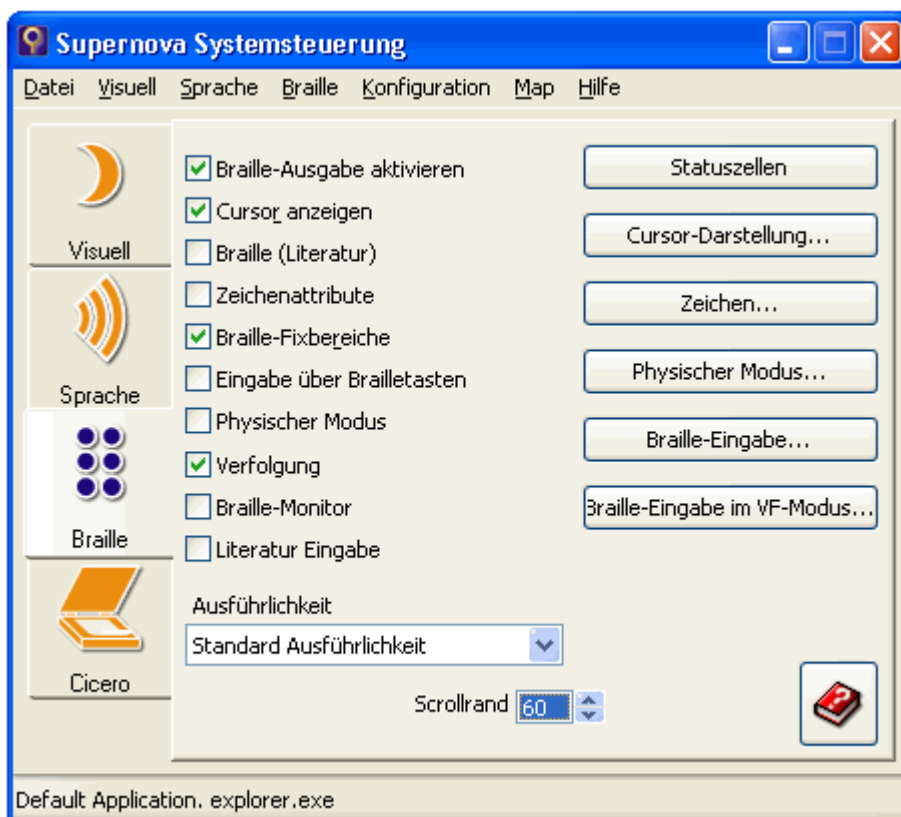 Supernova Systemsteuerung
Datei Visuell Sprache Braille Konfiguration Map Hilfe
Visuell
Sprache
Braille
Cicero
Braille-Ausgabe aktivieren
Cursor anzeigen
Braille (Literatur)
Zeichenattribute
Braille-Fixbereiche
Eingabe über Brailletasten
Physischer Modus
Verfolgung
Braille-Monitor
Literatur Eingabe
Ausführlichkeit
Standard Ausführlichkeit
Scrollrand 60
Statuszellen
Cursor-Darstellung...
Zeichen...
Physischer Modus...
Braille-Eingabe...
Braille-Eingabe im VF-Modus...
?
Default Application. explorer.exe